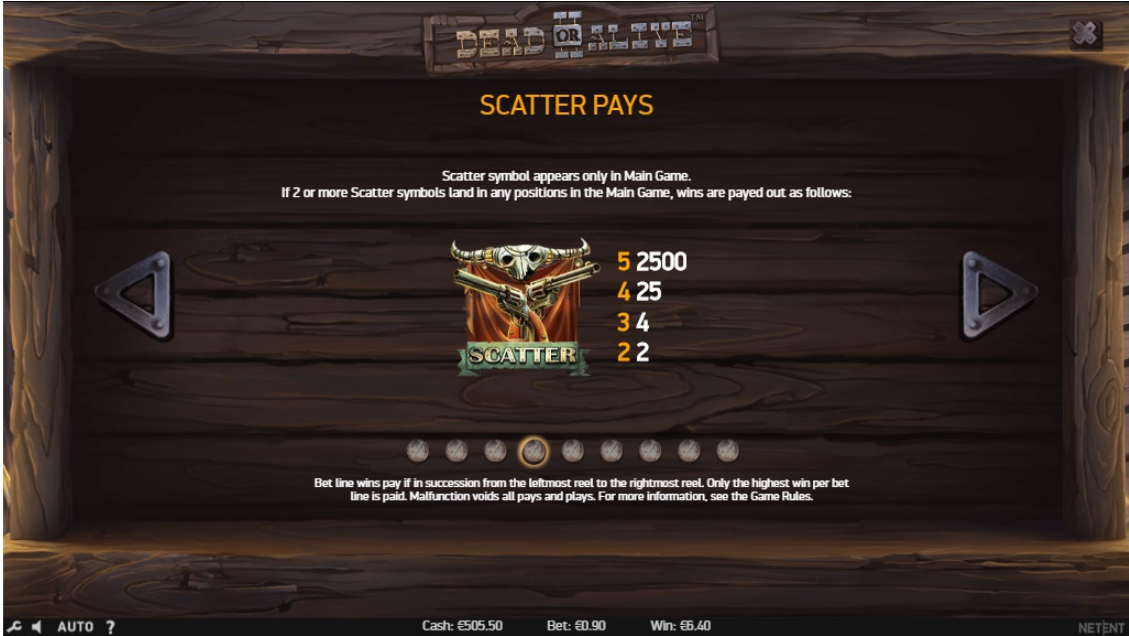 DEAD OR ALIVE™
SCATTER PAYS
Scatter symbol appears only in Main Game.
If 2 or more Scatter symbols land in any positions in the Main Game, wins are payed out as follows:
5 2500
4 25
3 4
2 2
SCATTER
Bet line wins pay if in succession from the leftmost reel to the rightmost reel. Only the highest win per bet
line is paid. Malfunction voids all pays and plays. For more information, see the Game Rules.
AUTO ? Cash: €505.50 Bet: €0.90 Win: €6.40 NETENT